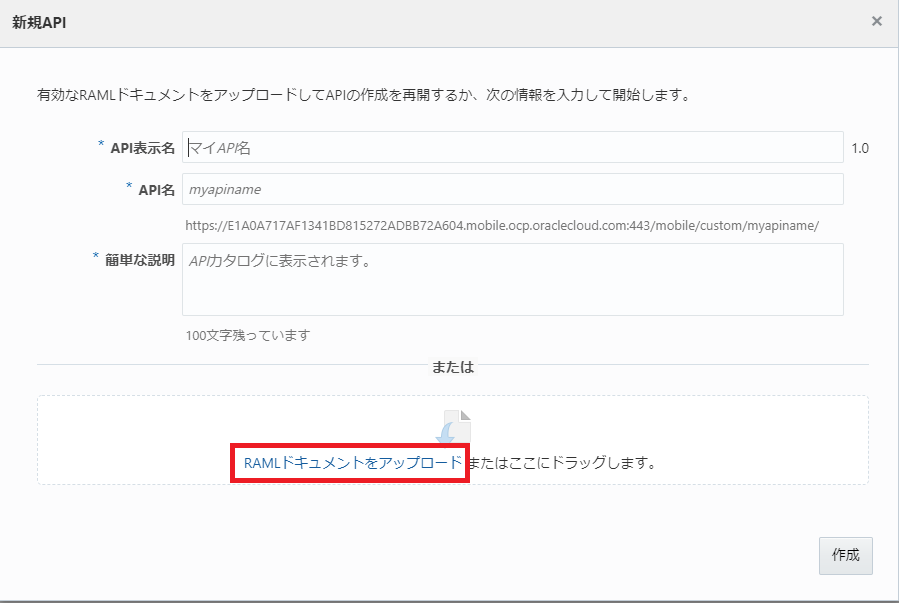 新規API ×
有効なRAMLドキュメントをアップロードしてAPIの作成を再開するか、次の情報を入力して開始します。
* API表示名 マイAPI名 1.0
* API名 myapiname
https://E1A0A717AF1341BD815272ADBB72A604.mobile.ocp.oraclecloud.com:443/mobile/custom/myapiname/
* 簡単な説明 APIカタログに表示されます。
100文字残っています
または
RAMLドキュメントをアップロード またはここにドラッグします。
作成